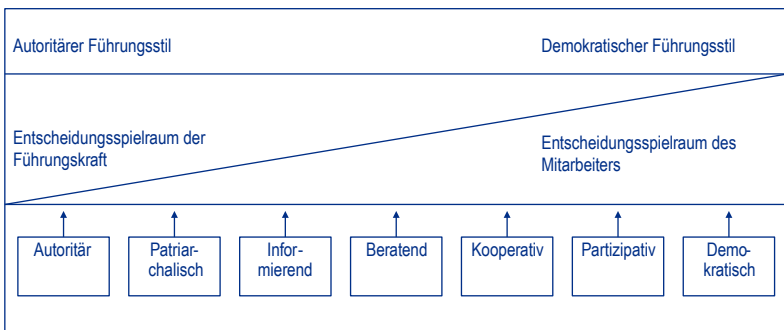 Autoritärer Führungsstil
Demokratischer Führungsstil
Entscheidungsspielraum der
Führungskraft
Entscheidungsspielraum des
Mitarbeiters
Autoritär
Patriar-
chalisch
Infor-
mierend
Beratend
Kooperativ
Partizipativ
Demo-
kratisch